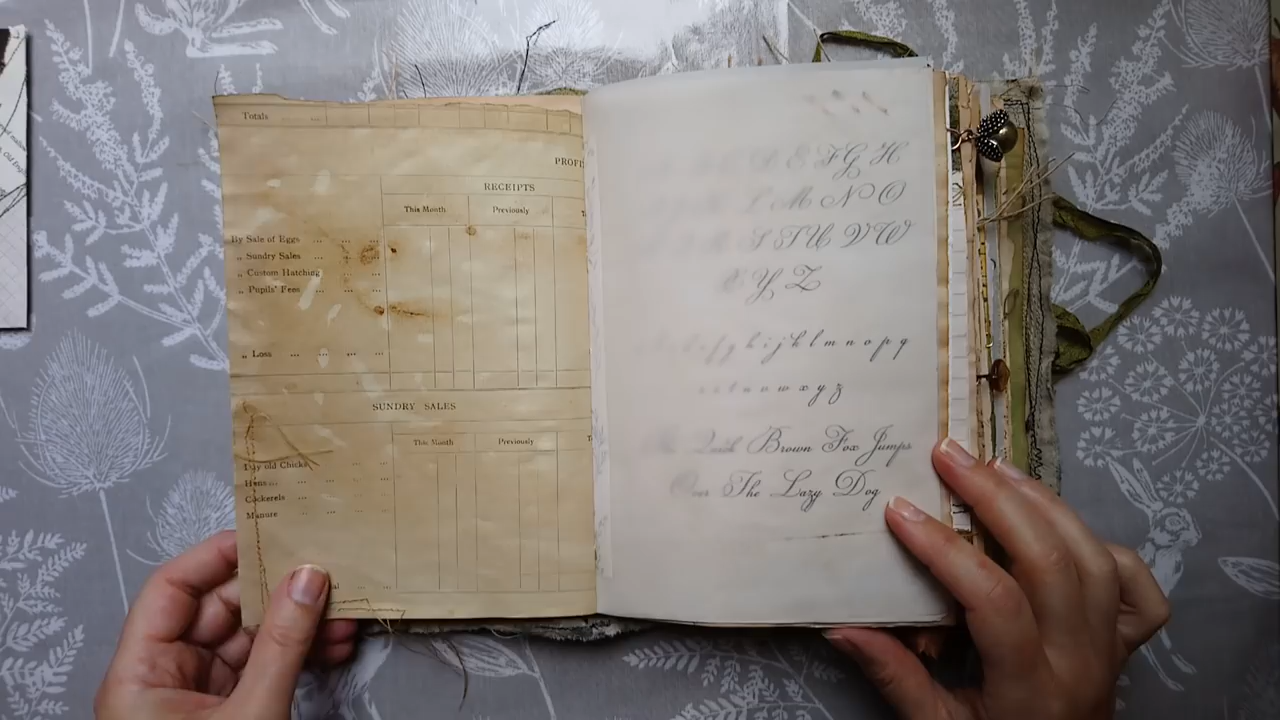 Totals
PROFI
RECEIPTS
This Month Previously
By Sale of Eggs ... ... ...
„ Sundry Sales ... ... ...
„ Custom Hatching ... ...
„ Pupils' Fees ... ... ...
„ Loss ... ... ... ...
SUNDRY SALES
This Month Previously
Day old Chicks
Hens ...
Cockerels
Manure
D E F G H
L M N O
S T U V W
X Y Z
f g h i j k l m n o p q
r s t u v w x y z
Quick Brown Fox Jumps
Over The Lazy Dog